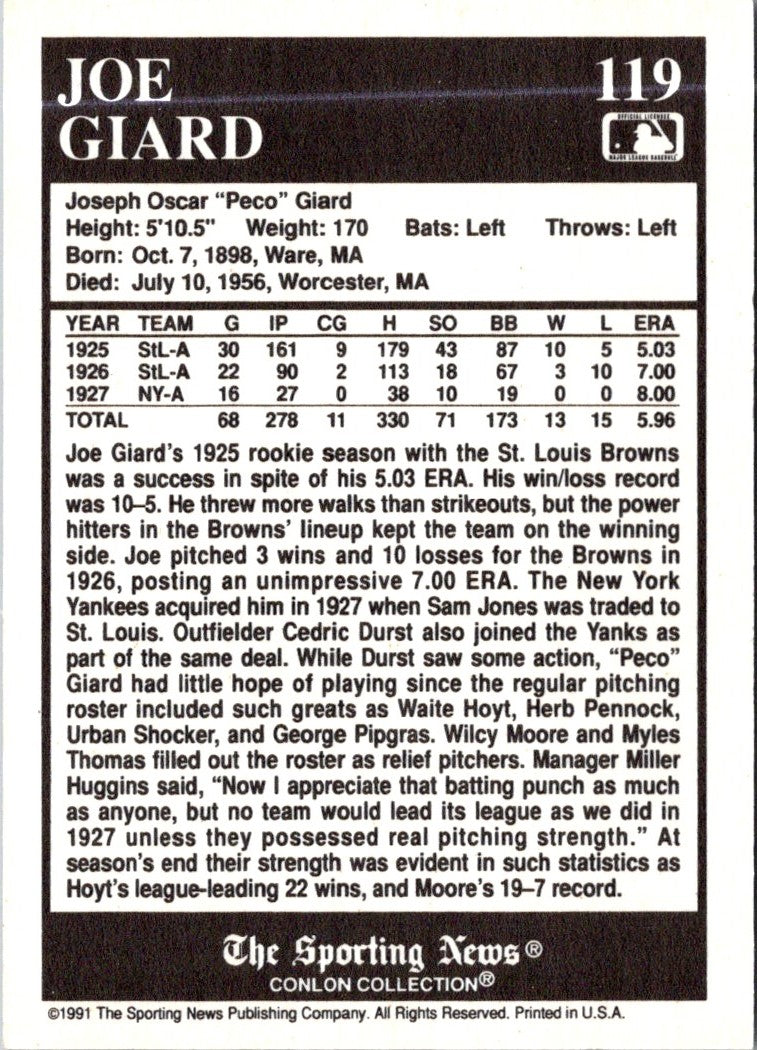 JOE
GIARD
119
OFFICIAL LICENSEE
MAJOR LEAGUE BASEBALL
Joseph Oscar “Peco” Giard
Height: 5'10.5" Weight: 170 Bats: Left Throws: Left
Born: Oct. 7, 1898, Ware, MA
Died: July 10, 1956, Worcester, MA
YEAR TEAM G IP CG H SO BB W L ERA
1925 StL-A 30 161 9 179 43 87 10 5 5.03
1926 StL-A 22 90 2 113 18 67 3 10 7.00
1927 NY-A 16 27 0 38 10 19 0 0 8.00
TOTAL 68 278 11 330 71 173 13 15 5.96
Joe Giard's 1925 rookie season with the St. Louis Browns
was a success in spite of his 5.03 ERA. His win/loss record
was 10–5. He threw more walks than strikeouts, but the power
hitters in the Browns' lineup kept the team on the winning
side. Joe pitched 3 wins and 10 losses for the Browns in
1926, posting an unimpressive 7.00 ERA. The New York
Yankees acquired him in 1927 when Sam Jones was traded to
St. Louis. Outfielder Cedric Durst also joined the Yanks as
part of the same deal. While Durst saw some action, “Peco”
Giard had little hope of playing since the regular pitching
roster included such greats as Waite Hoyt, Herb Pennock,
Urban Shocker, and George Pipgras. Wilcy Moore and Myles
Thomas filled out the roster as relief pitchers. Manager Miller
Huggins said, “Now I appreciate that batting punch as much
as anyone, but no team would lead its league as we did in
1927 unless they possessed real pitching strength.” At
season's end their strength was evident in such statistics as
Hoyt's league-leading 22 wins, and Moore's 19–7 record.
The Sporting News®
CONLON COLLECTION®
©1991 The Sporting News Publishing Company. All Rights Reserved. Printed in U.S.A.